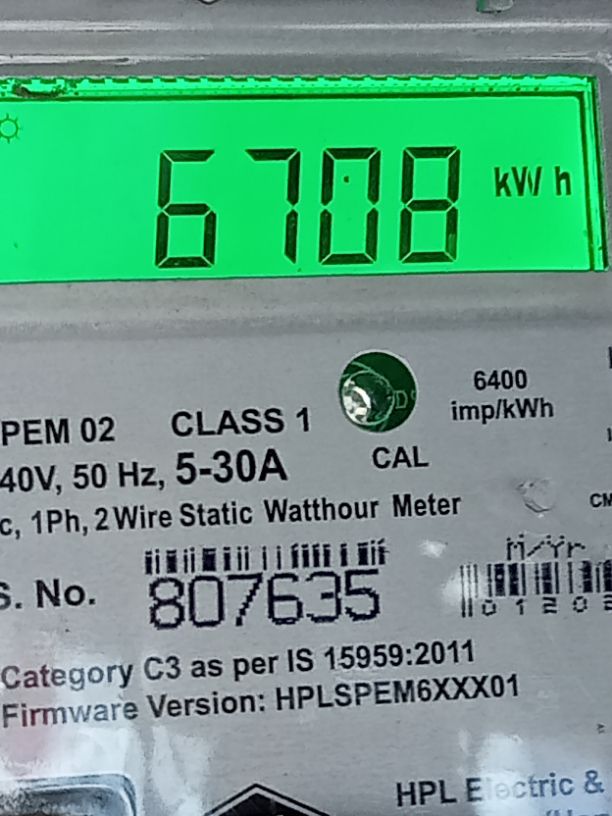 6708 kWh
6400
imp/kWh
PEM 02 CLASS 1
CAL
40V, 50 Hz, 5-30A
c, 1Ph, 2 Wire Static Watthour Meter
M/Yr
S. No. 807635
0120
Category C3 as per IS 15959:2011
Firmware Version: HPLSPEM6XXX01
HPL Electric &